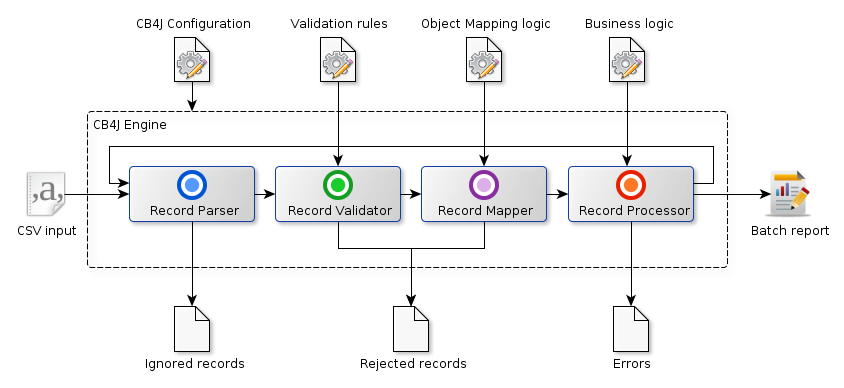 CB4J Configuration
Validation rules
Object Mapping logic
Business logic
CB4J Engine
,a,
Record Parser
Record Validator
Record Mapper
Record Processor
CSV input
Batch report
Ignored records
Rejected records
Errors